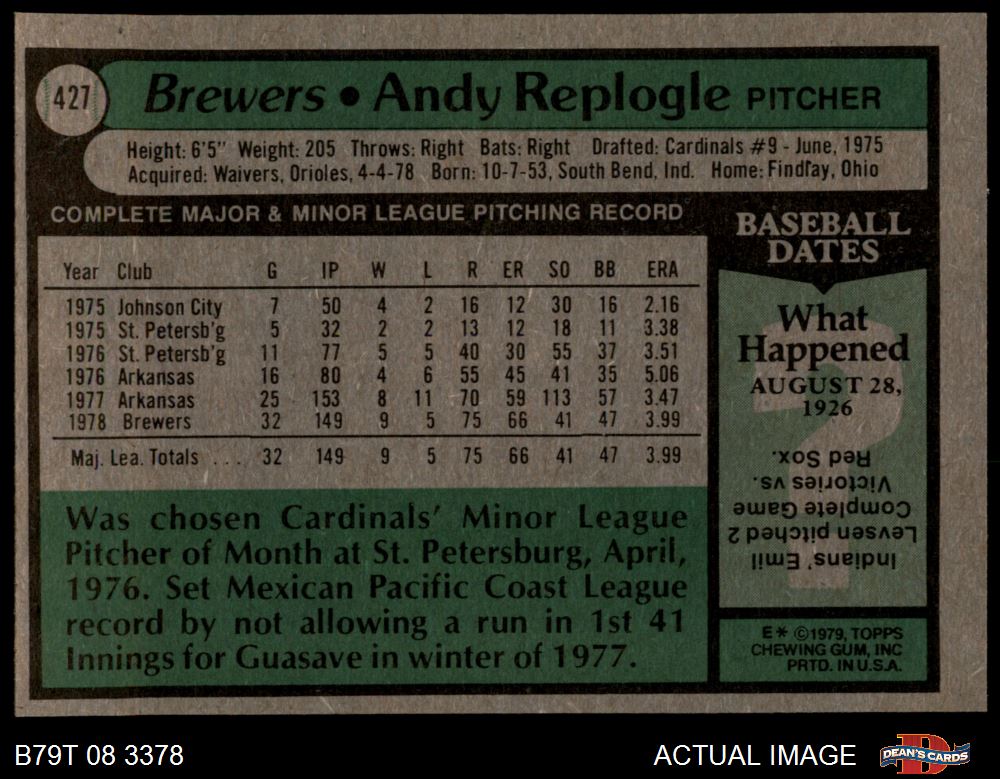 427
Brewers • Andy Replogle PITCHER
Height: 6'5" Weight: 205 Throws: Right Bats: Right Drafted: Cardinals #9 - June, 1975
Acquired: Waivers, Orioles, 4-4-78 Born: 10-7-53, South Bend, Ind. Home: Findlay, Ohio
COMPLETE MAJOR & MINOR LEAGUE PITCHING RECORD
Year Club G IP W L R ER SO BB ERA
1975 Johnson City 7 50 4 2 16 12 30 16 2.16
1975 St. Petersb'g 5 32 2 2 13 12 18 11 3.38
1976 St. Petersb'g 11 77 5 5 40 30 55 37 3.51
1976 Arkansas 16 80 4 6 55 45 41 35 5.06
1977 Arkansas 25 153 8 11 70 59 113 57 3.47
1978 Brewers 32 149 9 5 75 66 41 47 3.99
Maj. Lea. Totals ... 32 149 9 5 75 66 41 47 3.99
Was chosen Cardinals' Minor League
Pitcher of Month at St. Petersburg, April,
1976. Set Mexican Pacific Coast League
record by not allowing a run in 1st 41
Innings for Guasave in winter of 1977.
BASEBALL
DATES
What
Happened
AUGUST 28,
1926
Indians' Emil
Levsen pitched 2
Complete Game
Victories vs.
Red Sox.
E* ©1979, TOPPS
CHEWING GUM, INC
PRTD. IN U.S.A.
B79T 08 3378
ACTUAL IMAGE
DEAN'S CARDS